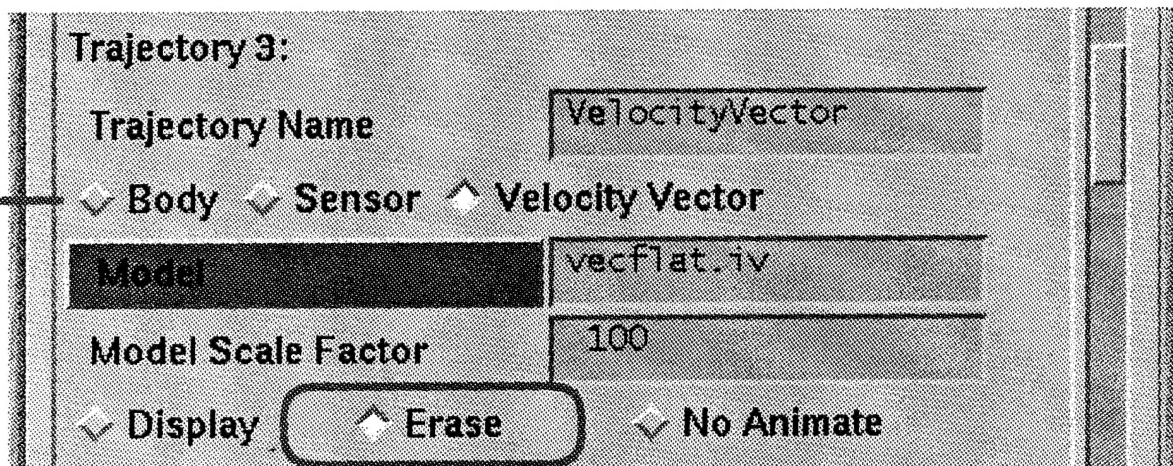 Trajectory 3:
Trajectory Name VelocityVector
Body Sensor Velocity Vector
Model vecflat.iv
Model Scale Factor 100
Display Erase No Animate